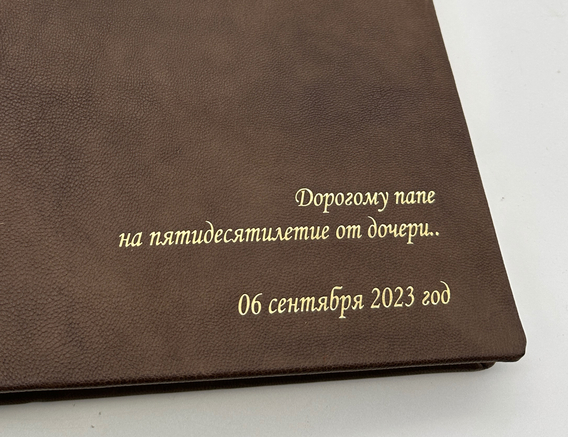 Дорогому папе
на пятидесятилетие от дочери..
06 сентября 2023 год